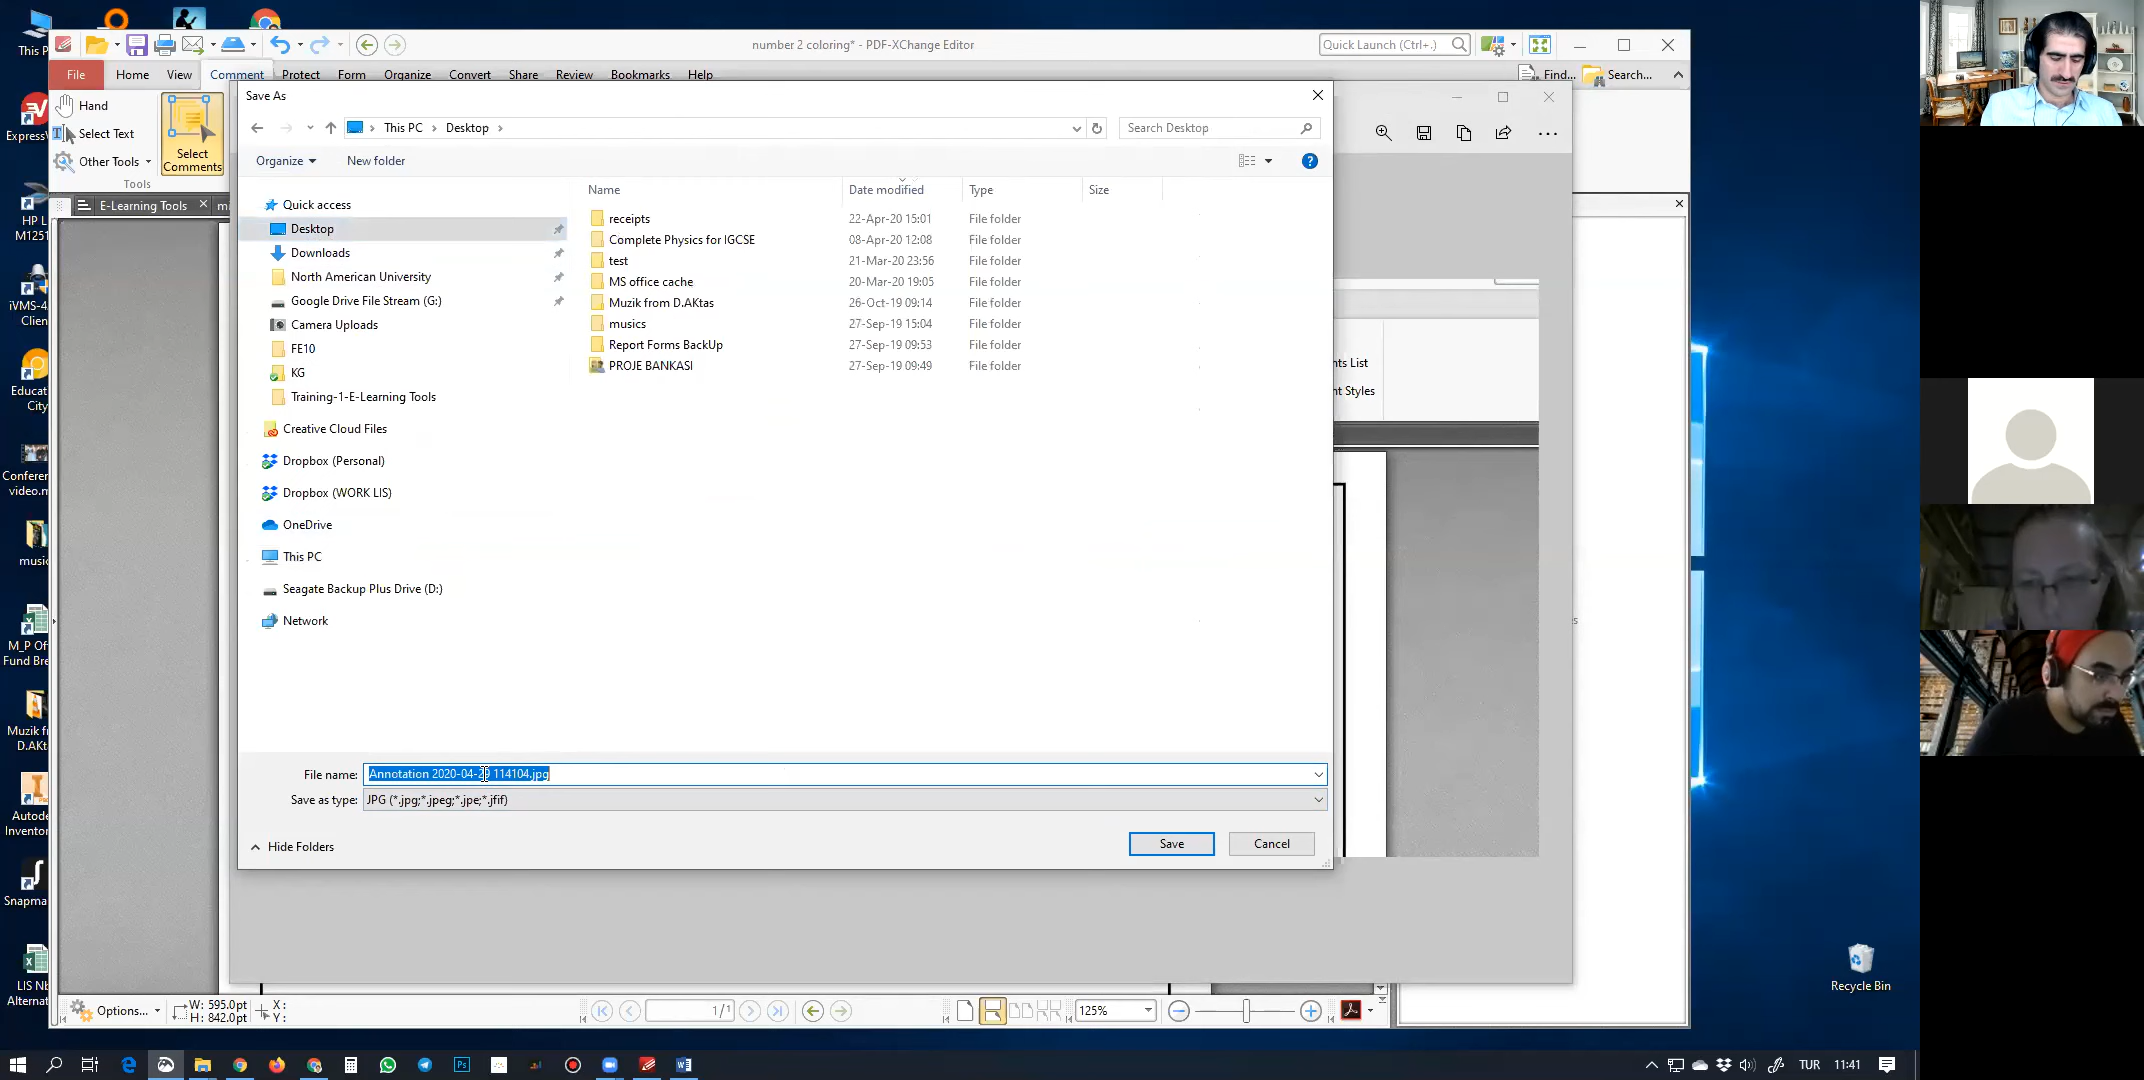 This P
number 2 coloring* - PDF-XChange Editor
Quick Launch (Ctrl+.)
File
Home
View
Comment
Protect
Form
Organize
Convert
Share
Review
Bookmarks
Help
Find...
Search...
Hand
Select Text
Other Tools
Select
Comments
Tools
E-Learning Tools
Save As
This PC
Desktop
Search Desktop
Organize
New folder
Quick access
Desktop
Downloads
North American University
Google Drive File Stream (G:)
Camera Uploads
FE10
KG
Training-1-E-Learning Tools
Creative Cloud Files
Dropbox (Personal)
Dropbox (WORK LIS)
OneDrive
This PC
Seagate Backup Plus Drive (D:)
Network
Name
Date modified
Type
Size
receipts 22-Apr-20 15:01 File folder
Complete Physics for IGCSE 08-Apr-20 12:08 File folder
test 21-Mar-20 23:56 File folder
MS office cache 20-Mar-20 19:05 File folder
Muzik from D.AKtas 26-Oct-19 09:14 File folder
musics 27-Sep-19 15:04 File folder
Report Forms BackUp 27-Sep-19 09:53 File folder
PROJE BANKASI 27-Sep-19 09:49 File folder
File name: Annotation 2020-04-29 114104.jpg
Save as type: JPG (*.jpg;*.jpeg;*.jpe;*.jfif)
Hide Folders
Save
Cancel
nts List
nt Styles
Express
HP L
M1251
iVMS-4
Clien
Educat
City
Conferen
video.m
music
M_P Of
Fund Bre
Muzik fr
D.AKta
Autode
Invento
Snapma
LIS Nb
Alternat
Options...
W: 595.0pt
H: 842.0pt
X:
Y:
1/1
125%
Recycle Bin
TUR
11:41